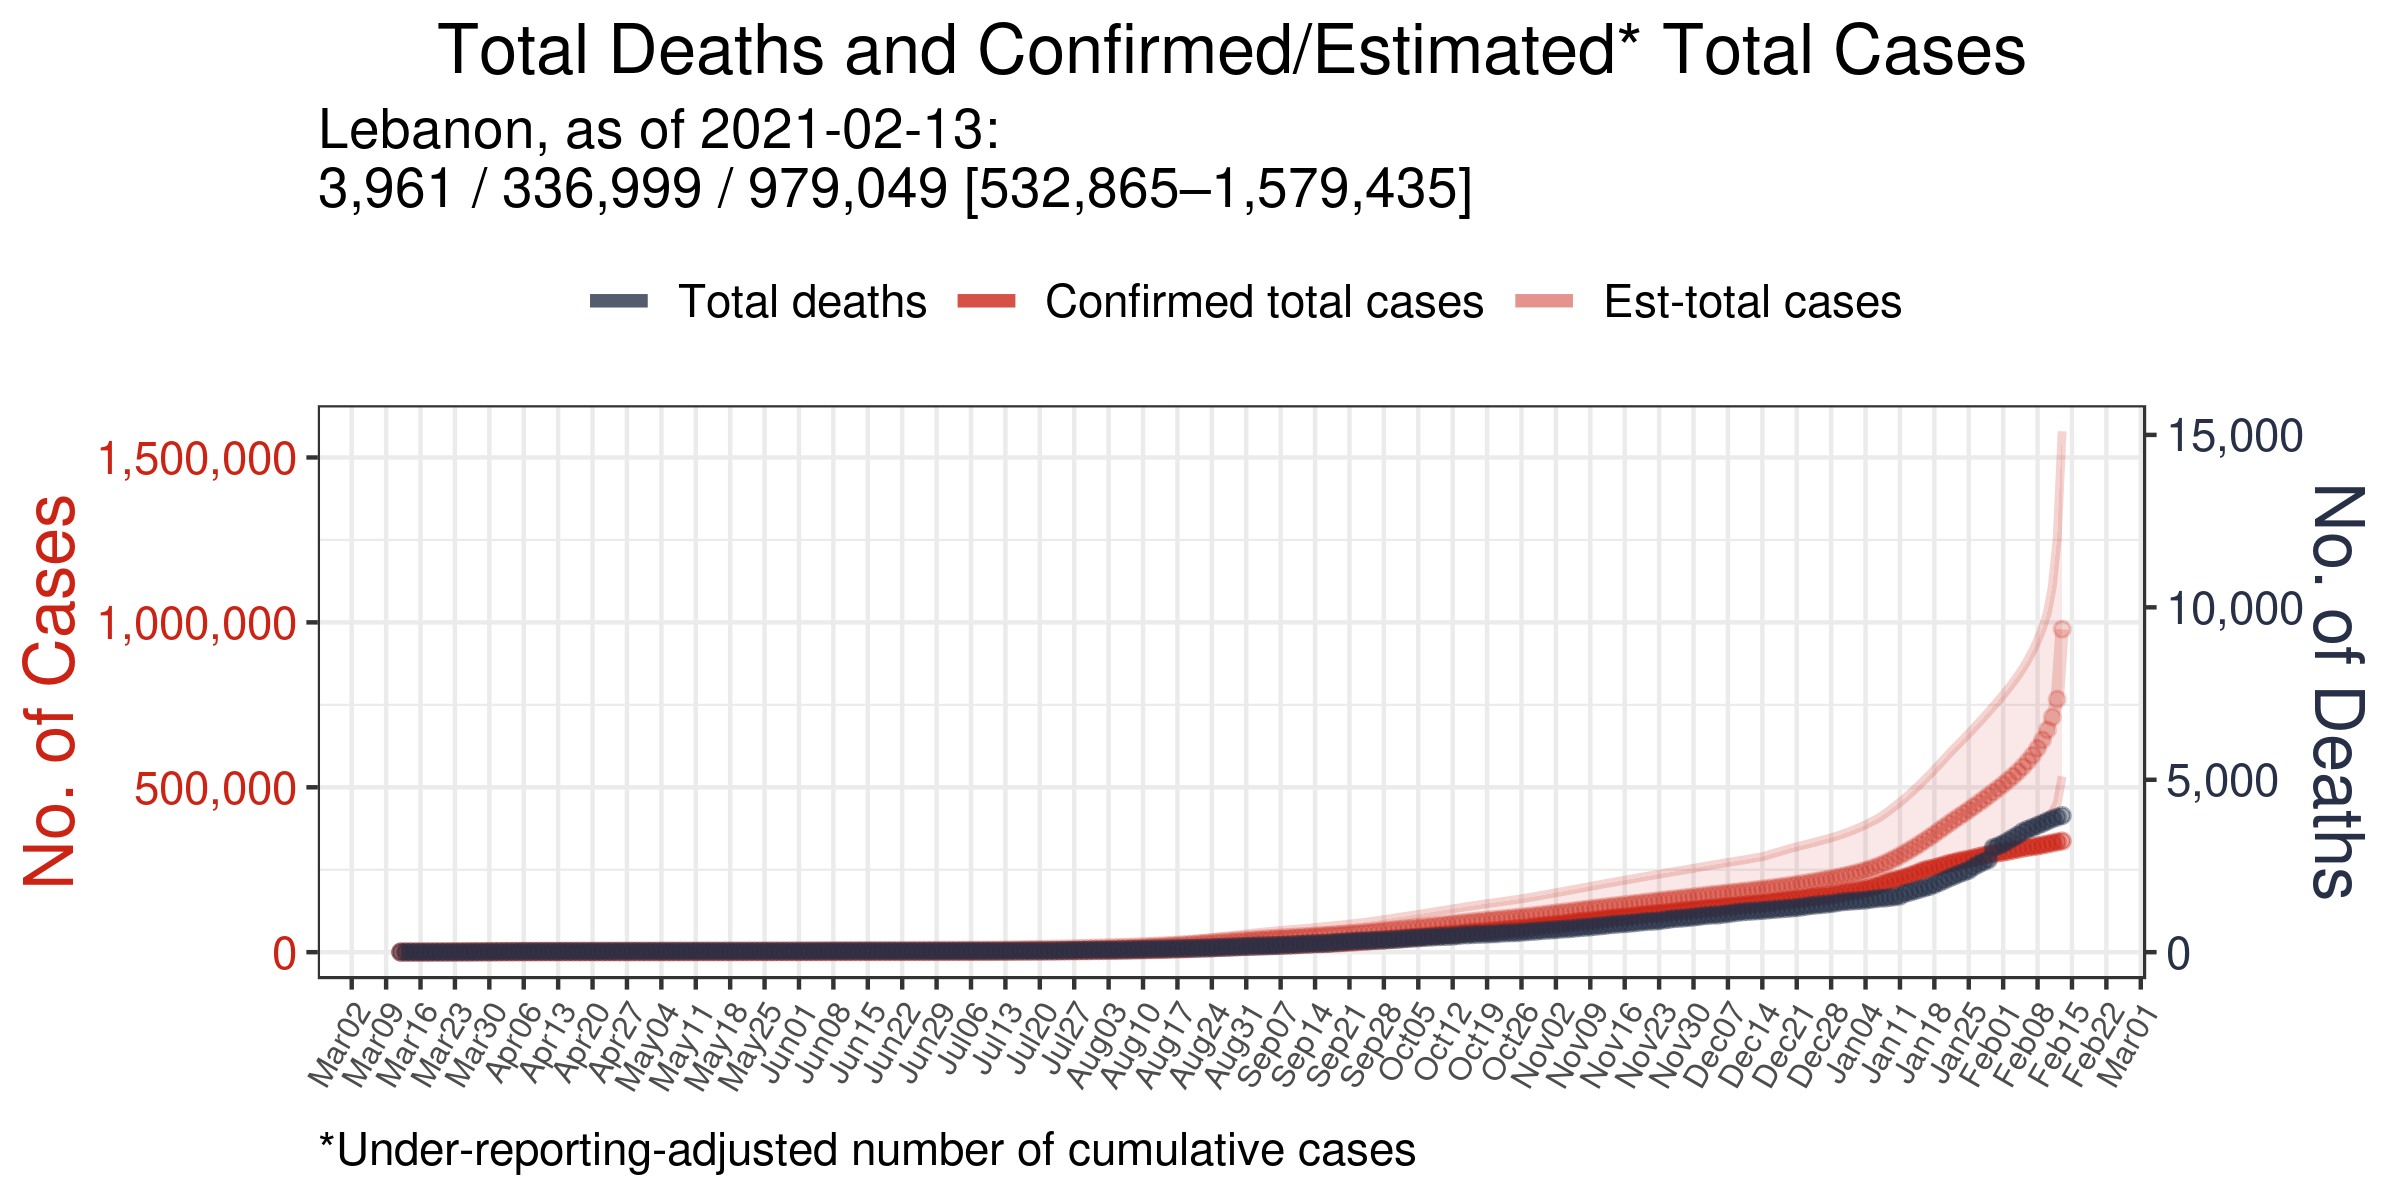 Total Deaths and Confirmed/Estimated* Total Cases
Lebanon, as of 2021-02-13:
3,961 / 336,999 / 979,049 [532,865–1,579,435]
Total deaths
Confirmed total cases
Est-total cases
No. of Cases
1,500,000
1,000,000
500,000
0
15,000
10,000
5,000
0
No. of Deaths
Mar02
Mar09
Mar16
Mar23
Mar30
Apr06
Apr13
Apr20
Apr27
May04
May11
May18
May25
Jun01
Jun08
Jun15
Jun22
Jun29
Jul06
Jul13
Jul20
Jul27
Aug03
Aug10
Aug17
Aug24
Aug31
Sep07
Sep14
Sep21
Sep28
Oct05
Oct12
Oct19
Oct26
Nov02
Nov09
Nov16
Nov23
Nov30
Dec07
Dec14
Dec21
Dec28
Jan04
Jan11
Jan18
Jan25
Feb01
Feb08
Feb15
Feb22
Mar01
*Under-reporting-adjusted number of cumulative cases